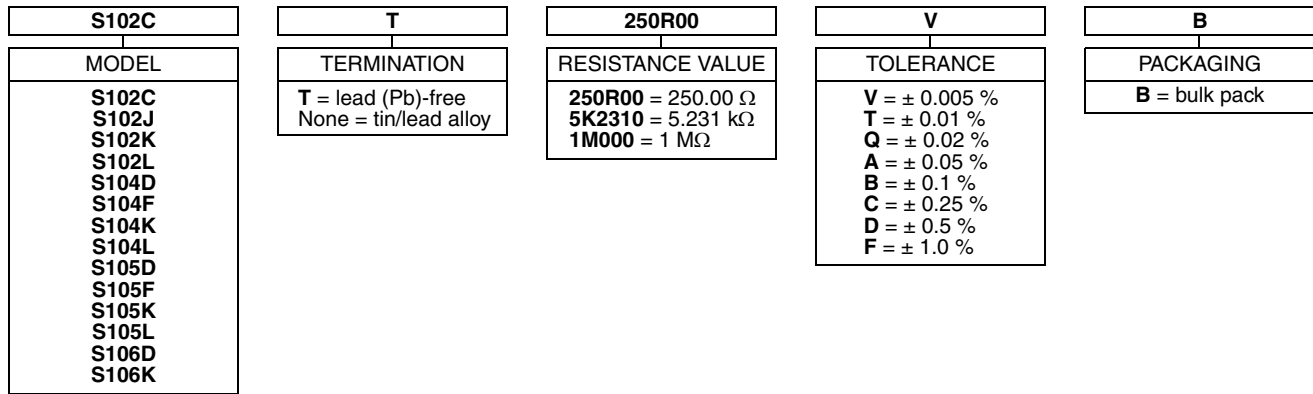 S102C
MODEL
S102C
S102J
S102K
S102L
S104D
S104F
S104K
S104L
S105D
S105F
S105K
S105L
S106D
S106K
T
TERMINATION
T = lead (Pb)-free
None = tin/lead alloy
250R00
RESISTANCE VALUE
250R00 = 250.00 Ω
5K2310 = 5.231 kΩ
1M000 = 1 MΩ
V
TOLERANCE
V = ± 0.005 %
T = ± 0.01 %
Q = ± 0.02 %
A = ± 0.05 %
B = ± 0.1 %
C = ± 0.25 %
D = ± 0.5 %
F = ± 1.0 %
B
PACKAGING
B = bulk pack